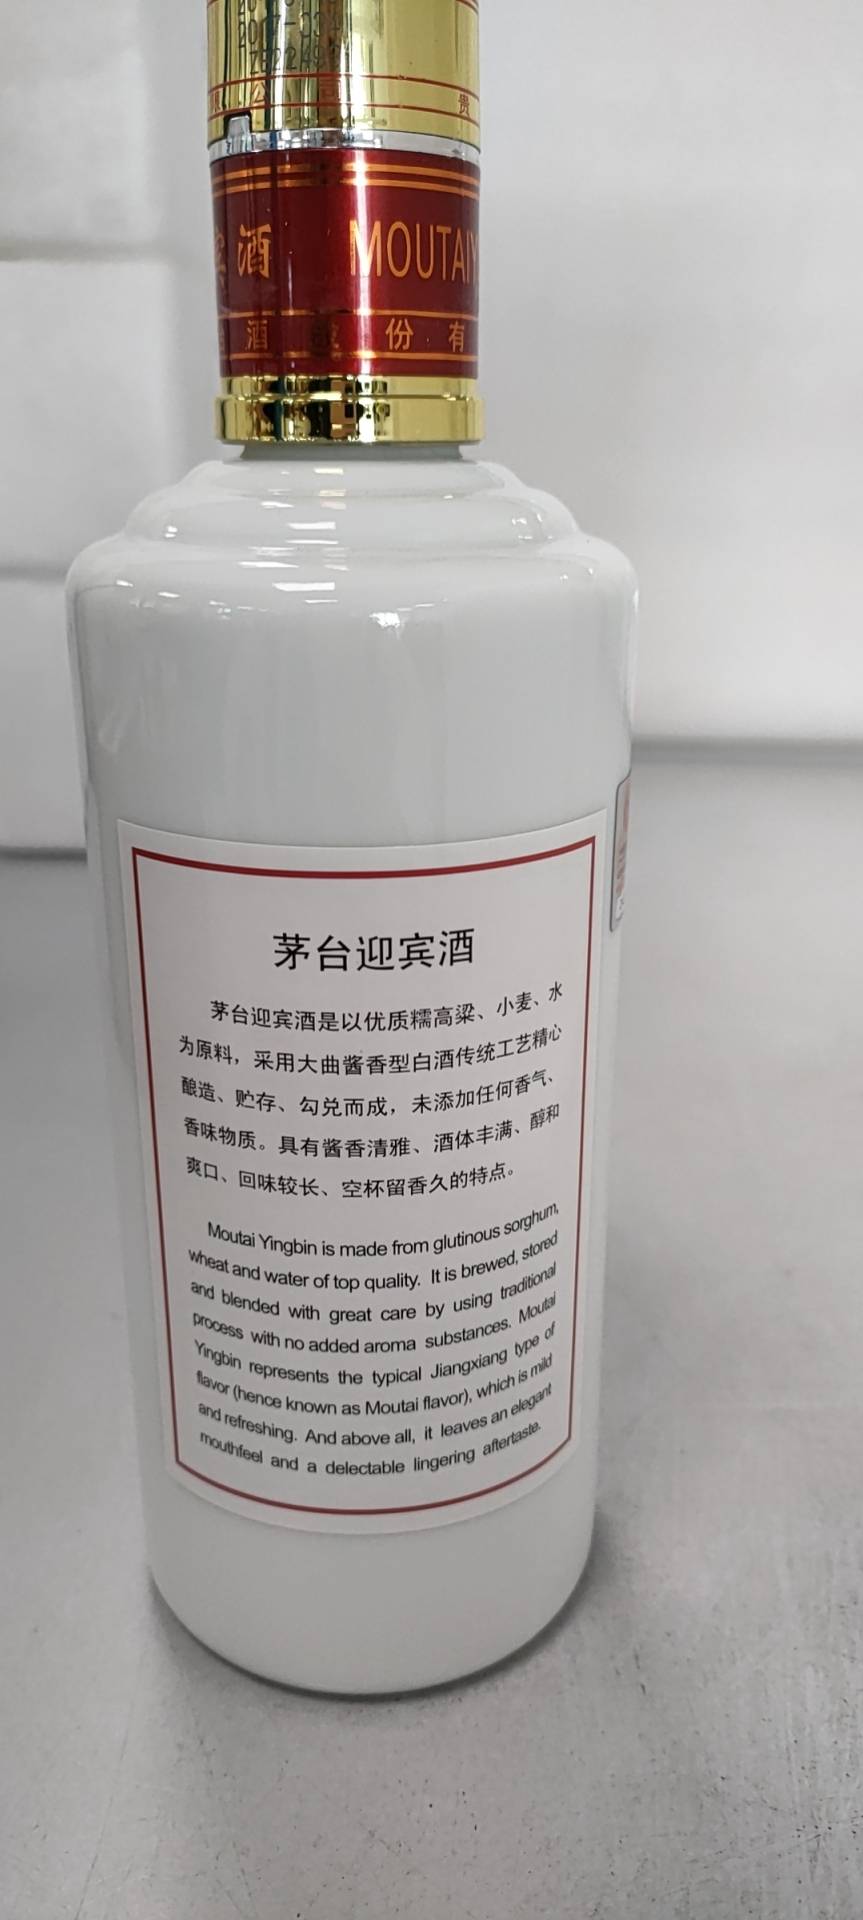 公司 贵
酒 MOUTAI
酒 股 份 有
茅台迎宾酒
茅台迎宾酒是以优质糯高粱、小麦、水
为原料，采用大曲酱香型白酒传统工艺精心
酿造、贮存、勾兑而成，未添加任何香气、
香味物质。具有酱香清雅、酒体丰满、醇和
爽口、回味较长、空杯留香久的特点。
Moutai Yingbin is made from glutinous sorghum,
wheat and water of top quality. It is brewed, stored
and blended with great care by using traditional
process with no added aroma substances. Moutai
Yingbin represents the typical Jiangxiang type of
flavor (hence known as Moutai flavor), which is mild
and refreshing. And above all, it leaves an elegant
mouthfeel and a delectable lingering aftertaste.